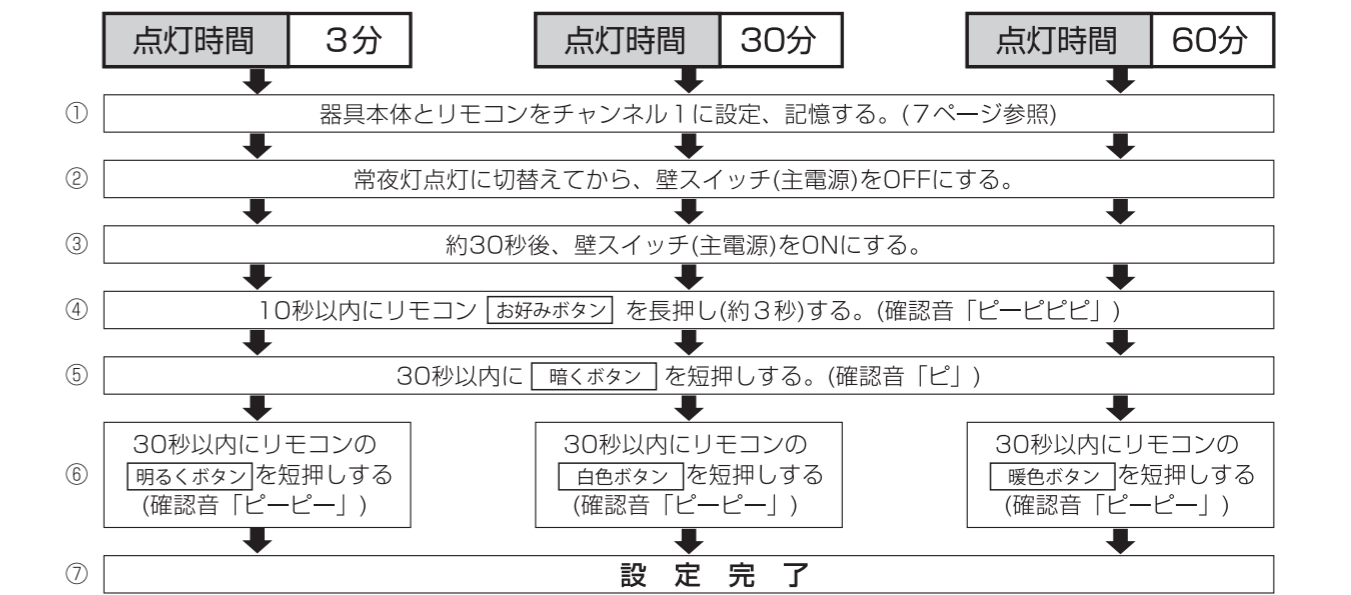 点灯時間 3分 点灯時間 30分 点灯時間 60分
① 器具本体とリモコンをチャンネル1に設定、記憶する。(7ページ参照)
② 常夜灯点灯に切替えてから、壁スイッチ(主電源)をOFFにする。
③ 約30秒後、壁スイッチ(主電源)をONにする。
④ 10秒以内にリモコン お好みボタン を長押し(約3秒)する。(確認音「ピーピピピ」)
⑤ 30秒以内に 暗くボタン を短押しする。(確認音「ピ」)
⑥
30秒以内にリモコンの
明るくボタン を短押しする
(確認音「ピーピー」)
30秒以内にリモコンの
白色ボタン を短押しする
(確認音「ピーピー」)
30秒以内にリモコンの
暖色ボタン を短押しする
(確認音「ピーピー」)
⑦ 設 定 完 了